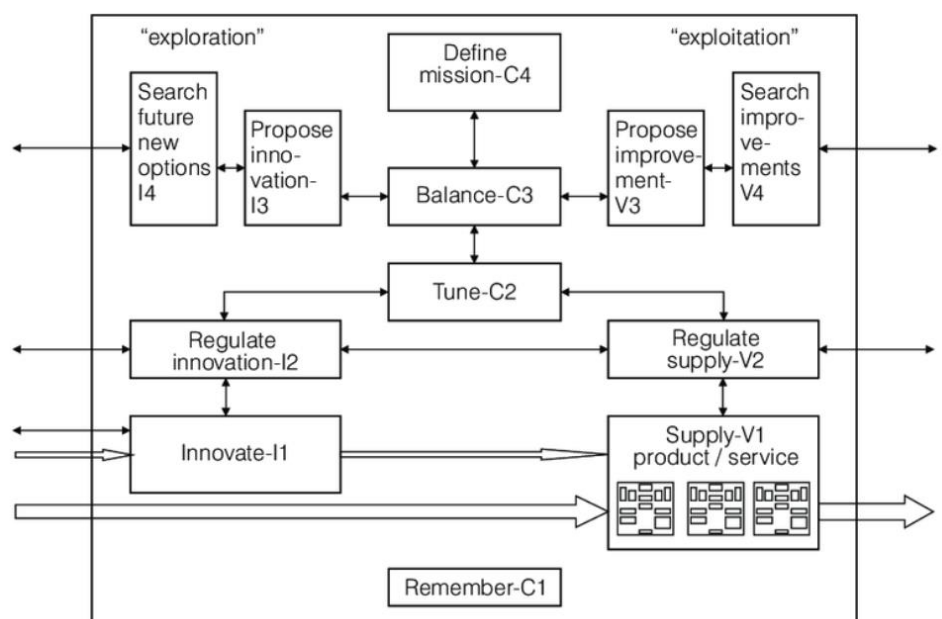 “exploration”
“exploitation”
Define
mission-C4
Search
future
new
options
I4
Propose
inno-
vation-
I3
Balance-C3
Propose
improve-
ment-
V3
Search
impro-
ve-
ments
V4
Tune-C2
Regulate
innovation-I2
Regulate
supply-V2
Innovate-I1
Supply-V1
product / service
Remember-C1